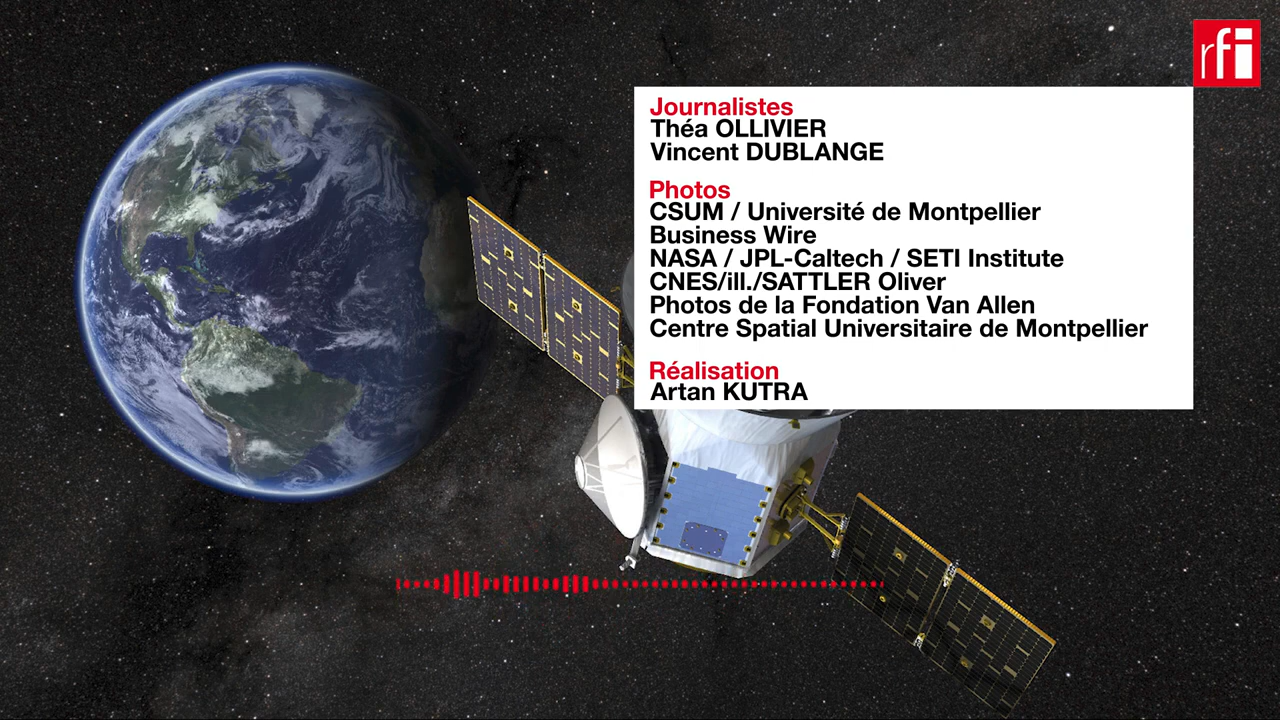 rfi
Journalistes
Théa OLLIVIER
Vincent DUBLANGE
Photos
CSUM / Université de Montpellier
Business Wire
NASA / JPL-Caltech / SETI Institute
CNES/ill./SATTLER Oliver
Photos de la Fondation Van Allen
Centre Spatial Universitaire de Montpellier
Réalisation
Artan KUTRA